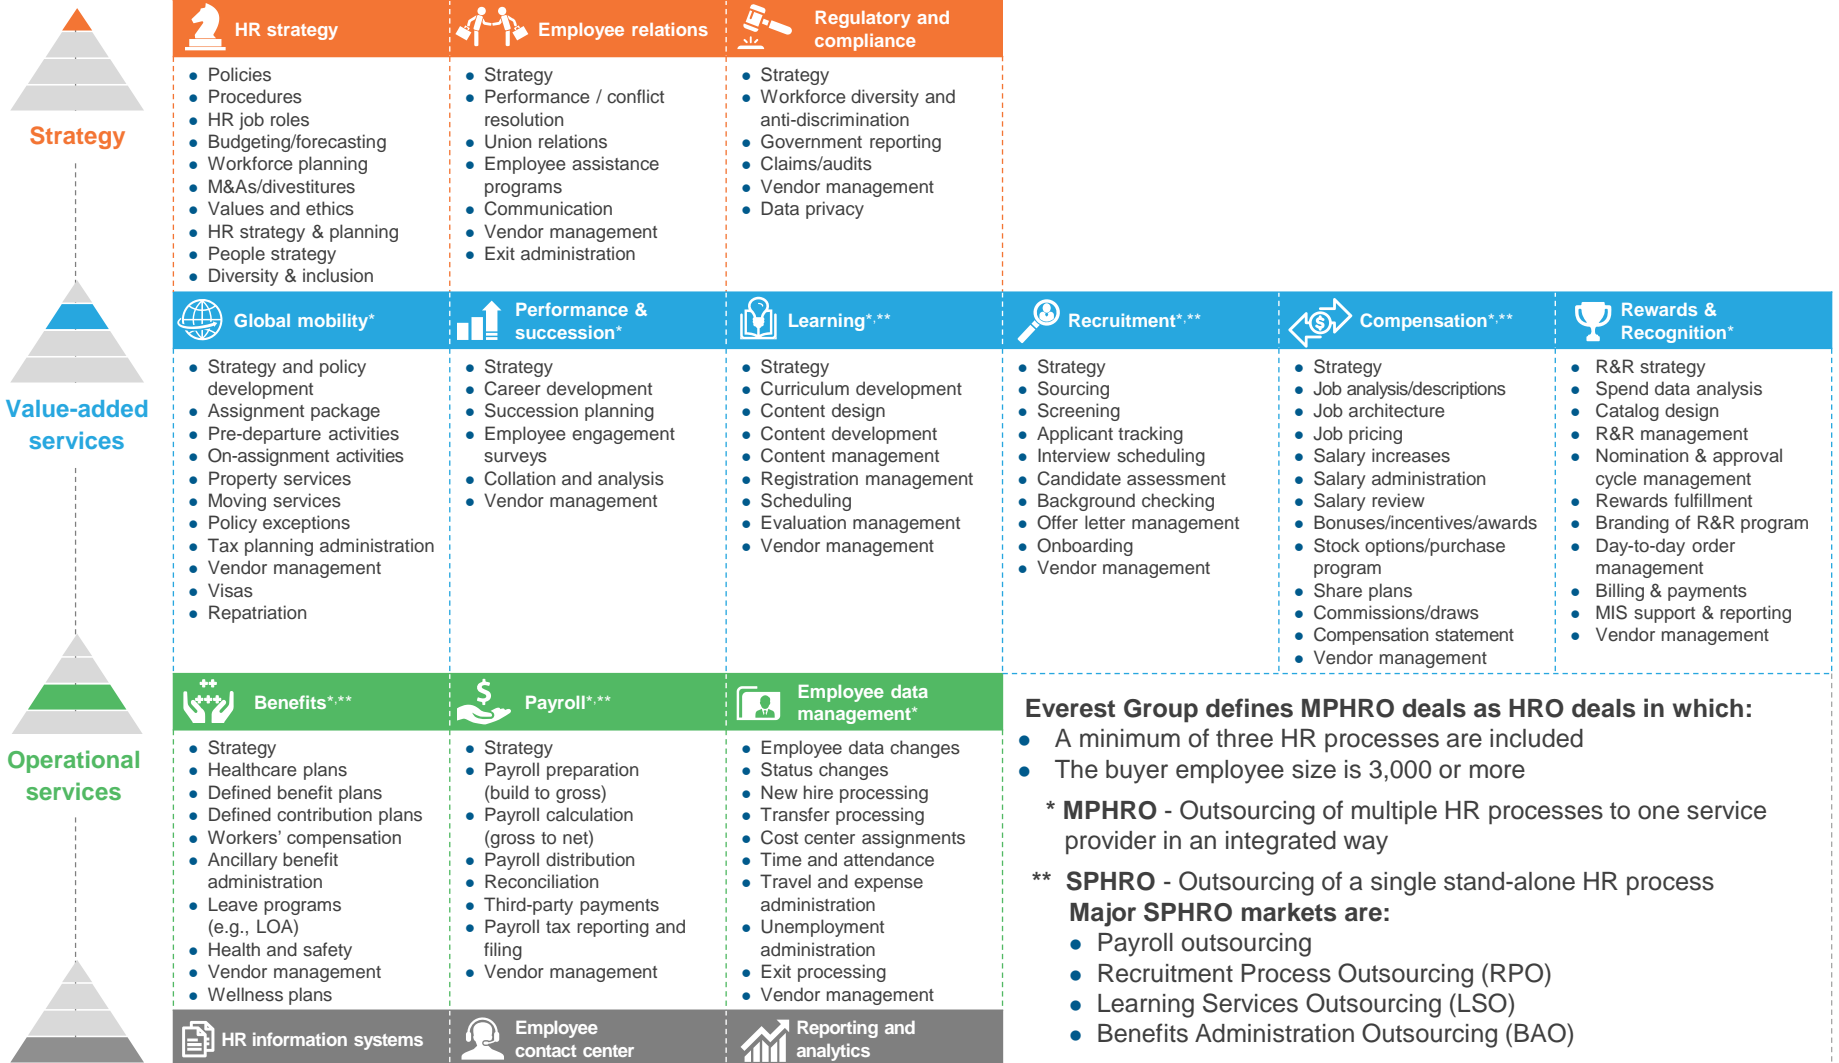 Strategy
HR strategy
Policies
Procedures
HR job roles
Budgeting/forecasting
Workforce planning
M&As/divestitures
Values and ethics
HR strategy & planning
People strategy
Diversity & inclusion
Employee relations
Strategy
Performance / conflict
resolution
Union relations
Employee assistance
programs
Communication
Vendor management
Exit administration
Regulatory and
compliance
Strategy
Workforce diversity and
anti-discrimination
Government reporting
Claims/audits
Vendor management
Data privacy
Value-added
services
Global mobility*
Strategy and policy
development
Assignment package
Pre-departure activities
On-assignment activities
Property services
Moving services
Policy exceptions
Tax planning administration
Vendor management
Visas
Repatriation
Performance &
succession*
Strategy
Career development
Succession planning
Employee engagement
surveys
Collation and analysis
Vendor management
Learning*,**
Strategy
Curriculum development
Content design
Content development
Content management
Registration management
Scheduling
Evaluation management
Vendor management
Recruitment*,**
Strategy
Sourcing
Screening
Applicant tracking
Interview scheduling
Candidate assessment
Background checking
Offer letter management
Onboarding
Vendor management
Compensation*,**
Strategy
Job analysis/descriptions
Job architecture
Job pricing
Salary increases
Salary administration
Salary review
Bonuses/incentives/awards
Stock options/purchase
program
Share plans
Commissions/draws
Compensation statement
Vendor management
Rewards &
Recognition*
R&R strategy
Spend data analysis
Catalog design
R&R management
Nomination & approval
cycle management
Rewards fulfillment
Branding of R&R program
Day-to-day order
management
Billing & payments
MIS support & reporting
Vendor management
Operational
services
Benefits*,**
Strategy
Healthcare plans
Defined benefit plans
Defined contribution plans
Workers' compensation
Ancillary benefit
administration
Leave programs
(e.g., LOA)
Health and safety
Vendor management
Wellness plans
Payroll*,**
Strategy
Payroll preparation
(build to gross)
Payroll calculation
(gross to net)
Payroll distribution
Reconciliation
Third-party payments
Payroll tax reporting and
filing
Vendor management
Employee data
management*
Employee data changes
Status changes
New hire processing
Transfer processing
Cost center assignments
Time and attendance
Travel and expense
administration
Unemployment
administration
Exit processing
Vendor management
Everest Group defines MPHRO deals as HRO deals in which:
A minimum of three HR processes are included
The buyer employee size is 3,000 or more
* MPHRO - Outsourcing of multiple HR processes to one service
provider in an integrated way
** SPHRO - Outsourcing of a single stand-alone HR process
Major SPHRO markets are:
Payroll outsourcing
Recruitment Process Outsourcing (RPO)
Learning Services Outsourcing (LSO)
Benefits Administration Outsourcing (BAO)
HR information systems
Employee
contact center
Reporting and
analytics